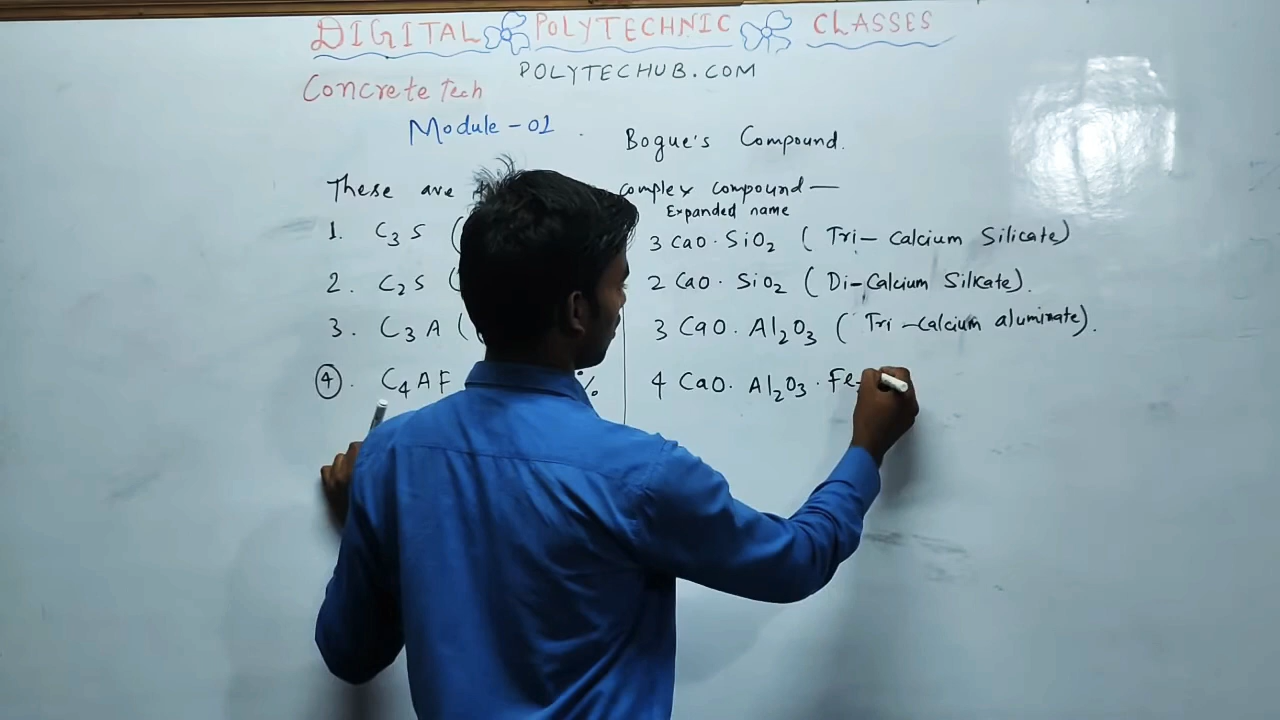 DIGITAL POLYTECHNIC CLASSES
POLYTECHUB.COM
Concrete Tech
Module-01 .
Bogue's Compound.
These are complex compound—
Expanded name
1. C3S ( 3 CaO·SiO2 ( Tri- Calcium Silicate)
2. C2S ( 2 CaO· SiO2 ( Di-Calcium Silicate).
3. C3A ( 3 CaO. Al2O3 ( Tri-Calcium aluminate).
4. C4AF % 4 CaO. Al2O3 . Fe